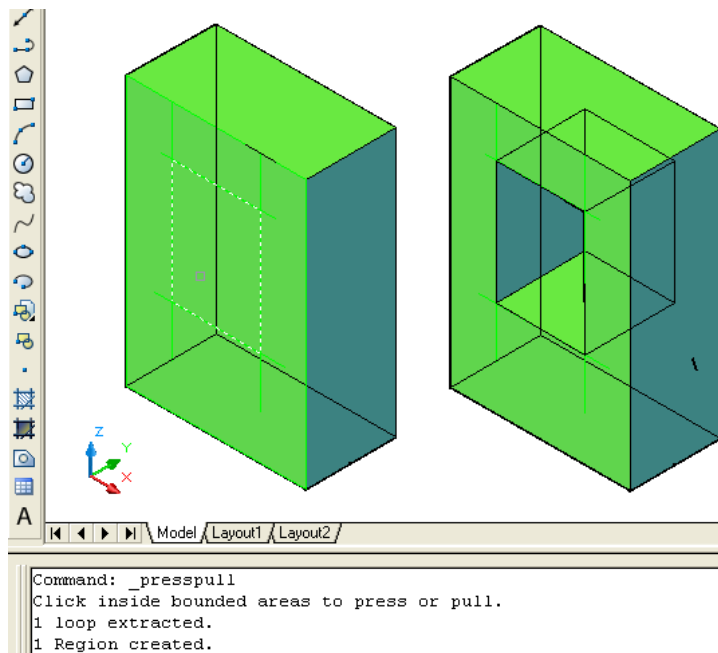 Z
Y
X
A
Model
Layout1
Layout2
Command: _presspull
Click inside bounded areas to press or pull.
1 loop extracted.
1 Region created.